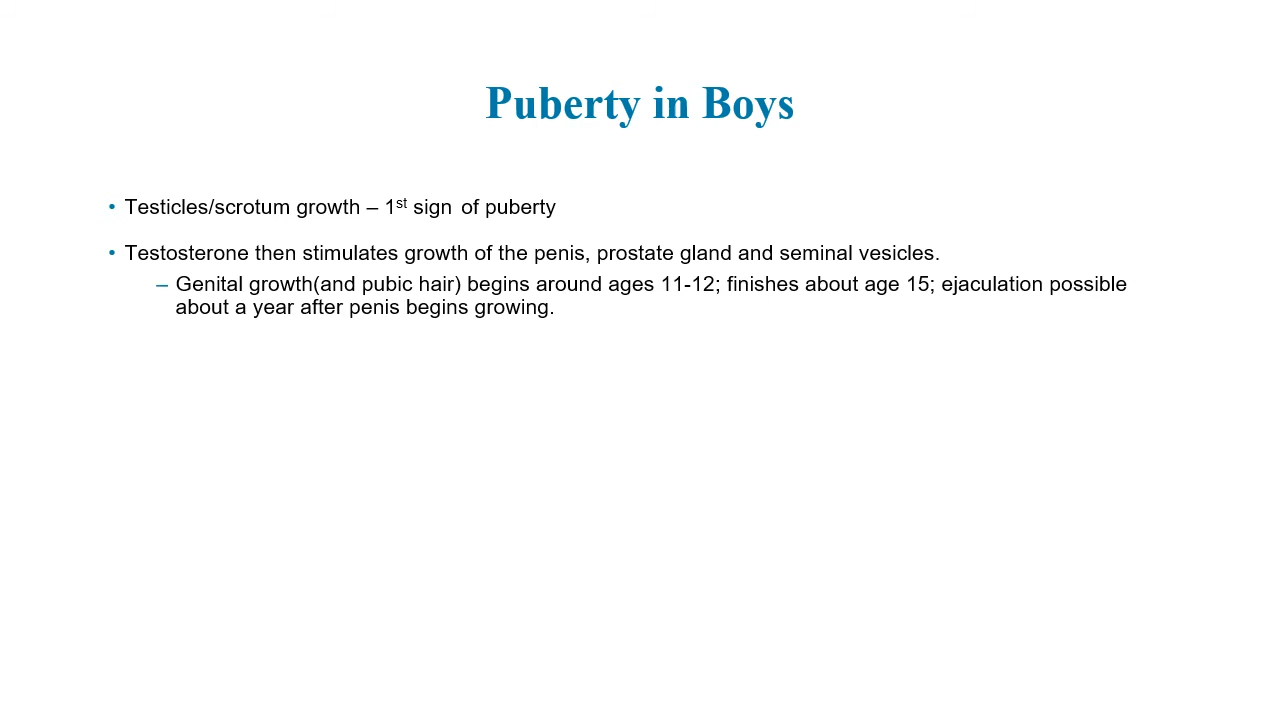 Puberty in Boys
• Testicles/scrotum growth – 1st sign of puberty
• Testosterone then stimulates growth of the penis, prostate gland and seminal vesicles.
– Genital growth(and pubic hair) begins around ages 11-12; finishes about age 15; ejaculation possible
about a year after penis begins growing.